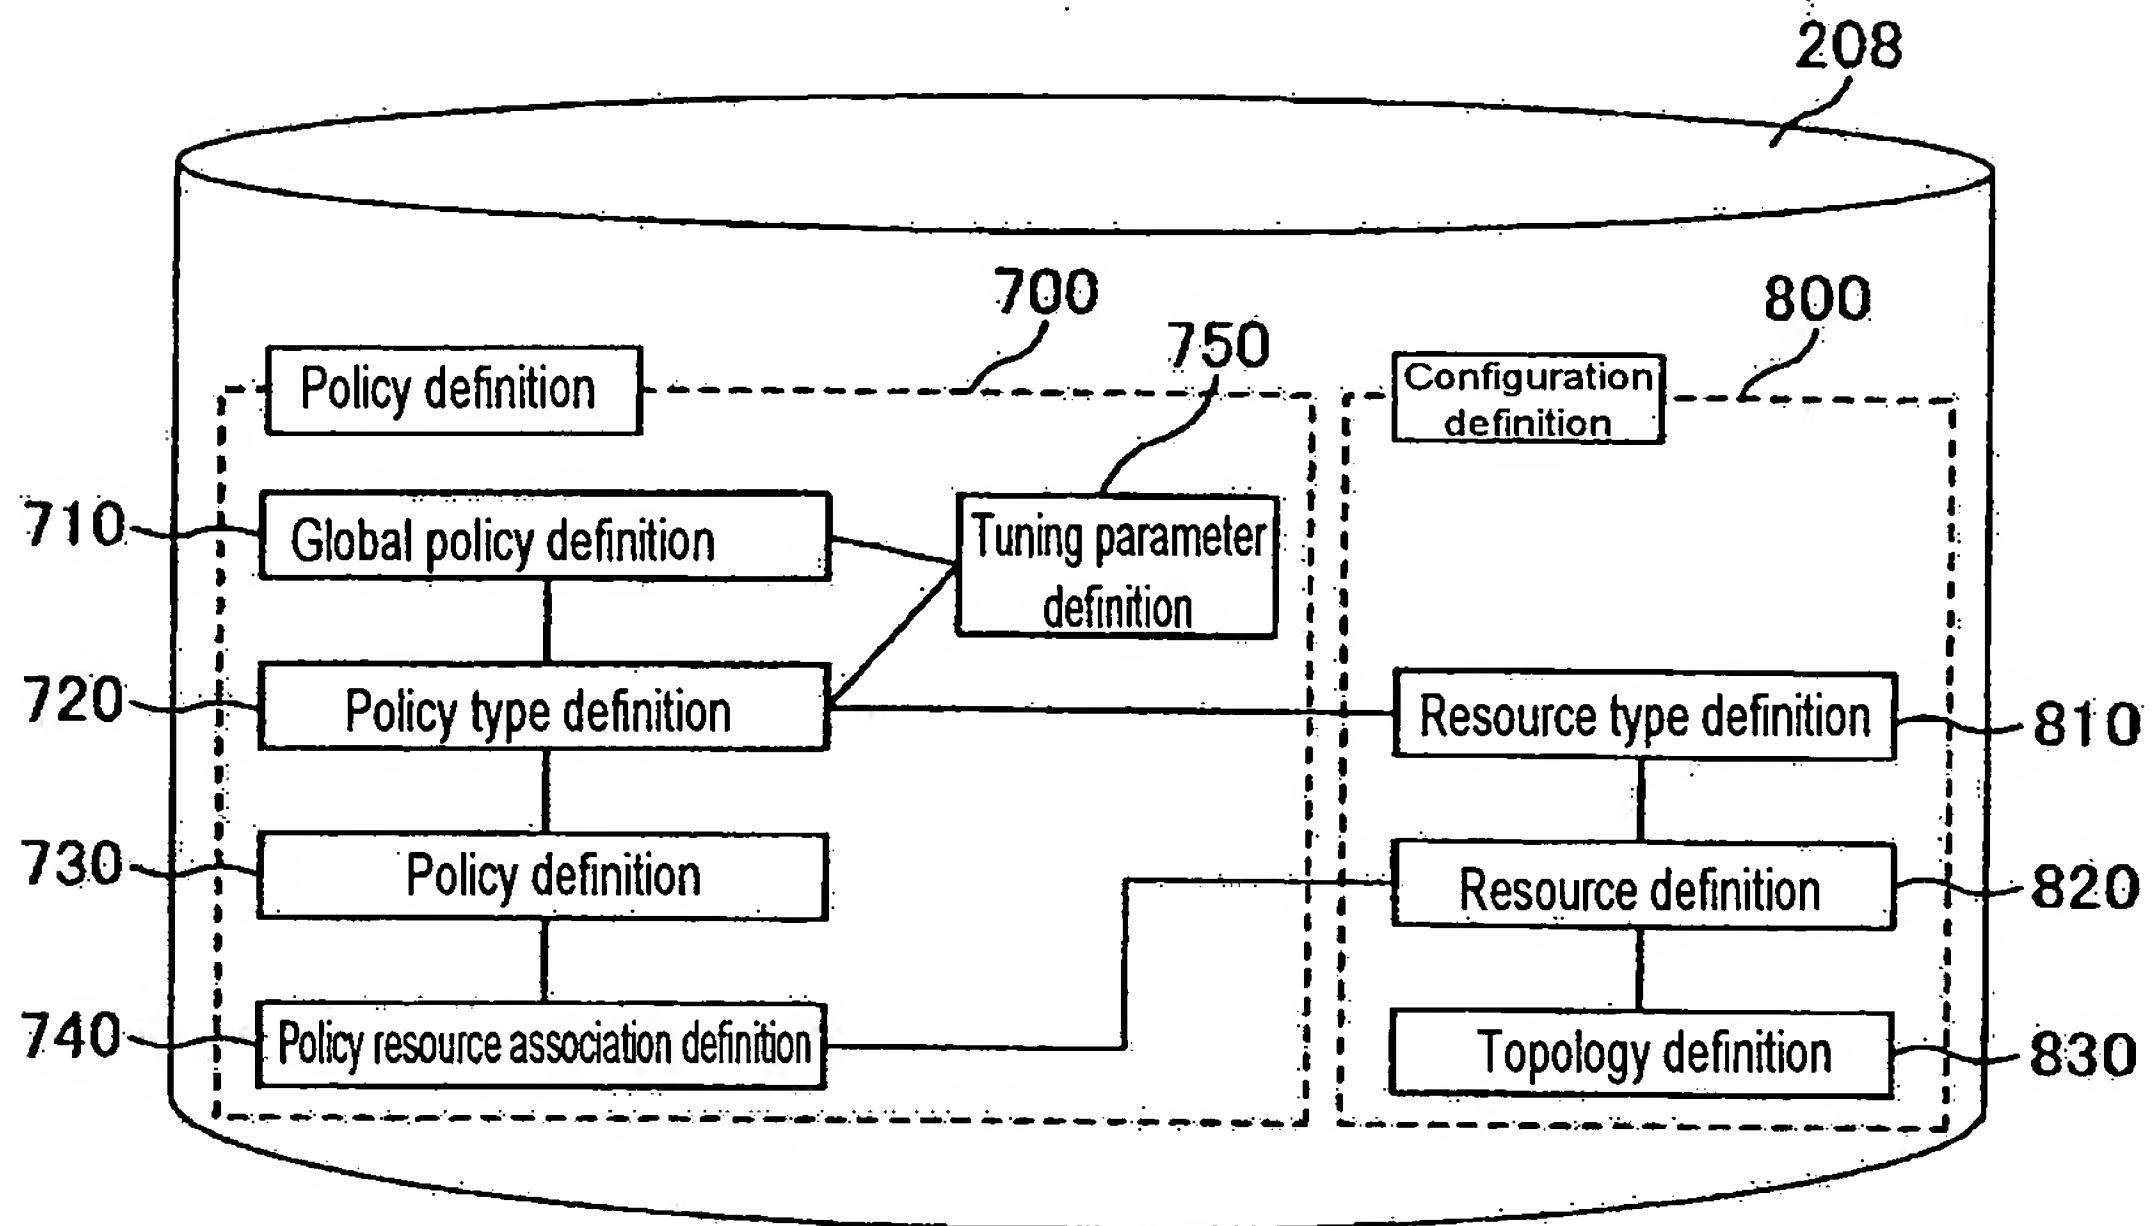 208
700
750
800
Policy definition
Configuration
definition
710
Global policy definition
Tuning parameter
definition
720
Policy type definition
Resource type definition
810
730
Policy definition
Resource definition
820
740
Policy resource association definition
Topology definition
830